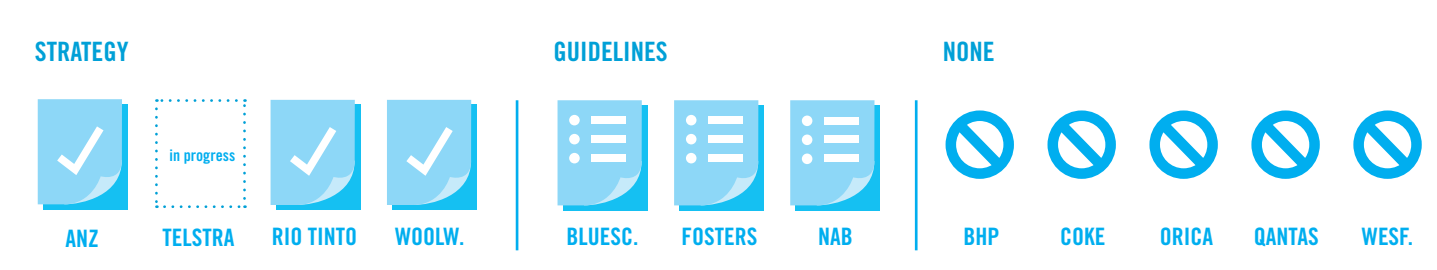 STRATEGY
GUIDELINES
NONE
in progress
ANZ
TELSTRA
RIO TINTO
WOOLW.
BLUESC.
FOSTERS
NAB
BHP
COKE
ORICA
QANTAS
WESF.